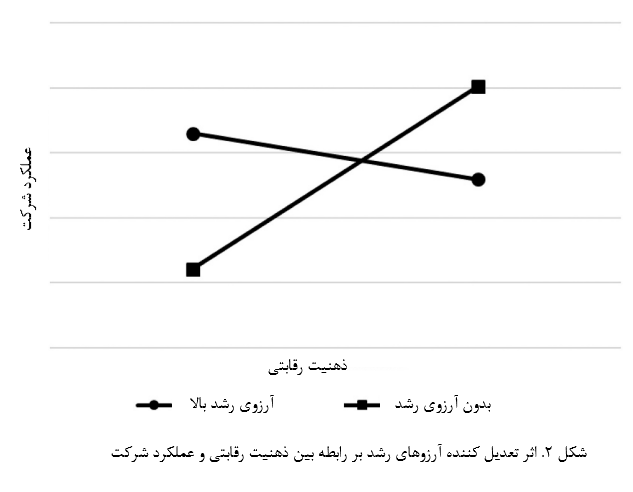 عملکرد شرکت
ذهنیت رقابتی
آرزوی رشد بالا
بدون آرزوی رشد
شکل ۲. اثر تعدیل کننده آرزوهای رشد بر رابطه بین ذهنیت رقابتی و عملکرد شرکت